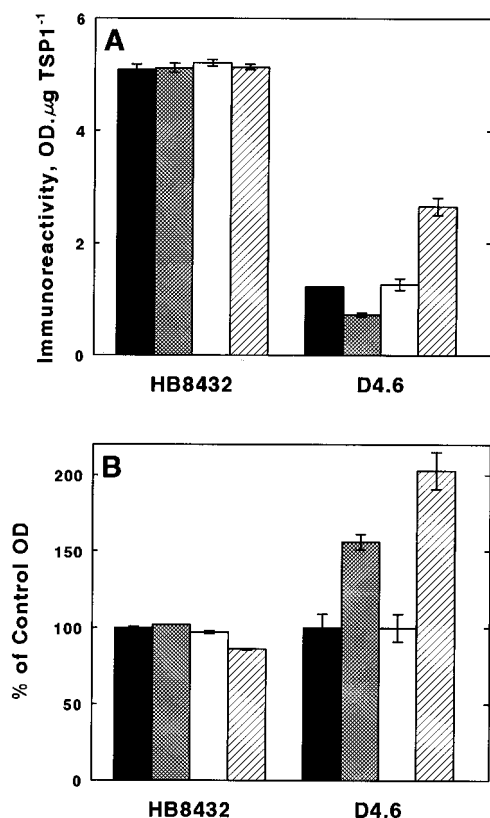 A
Immunoreactivity, OD.µg TSP1⁻¹
6
4
2
0
HB8432 D4.6
B
% of Control OD
200
150
100
50
0
HB8432 D4.6